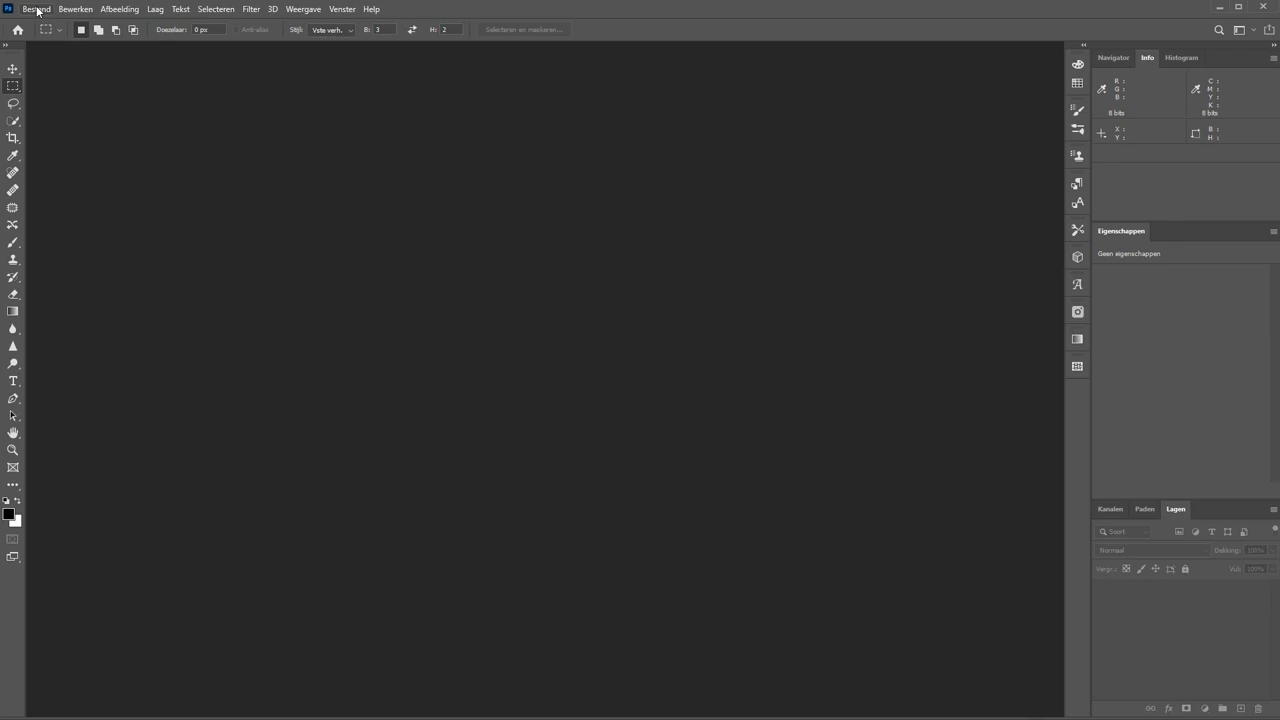 Ps Bestand Bewerken Afbeelding Laag Tekst Selecteren Filter 3D Weergave Venster Help
Doezelaar: 0 px Anti-alias Stijl: Vste verh. B: 3 H: 2 Selecteren en maskeren...
Navigator Info Histogram
R : C :
G : M :
B : Y :
K :
8 bits 8 bits
X : B :
Y : H :
Eigenschappen
Geen eigenschappen
Kanalen Paden Lagen
Soort
Normaal Dekking: 100%
Vergr.: Vul: 100%